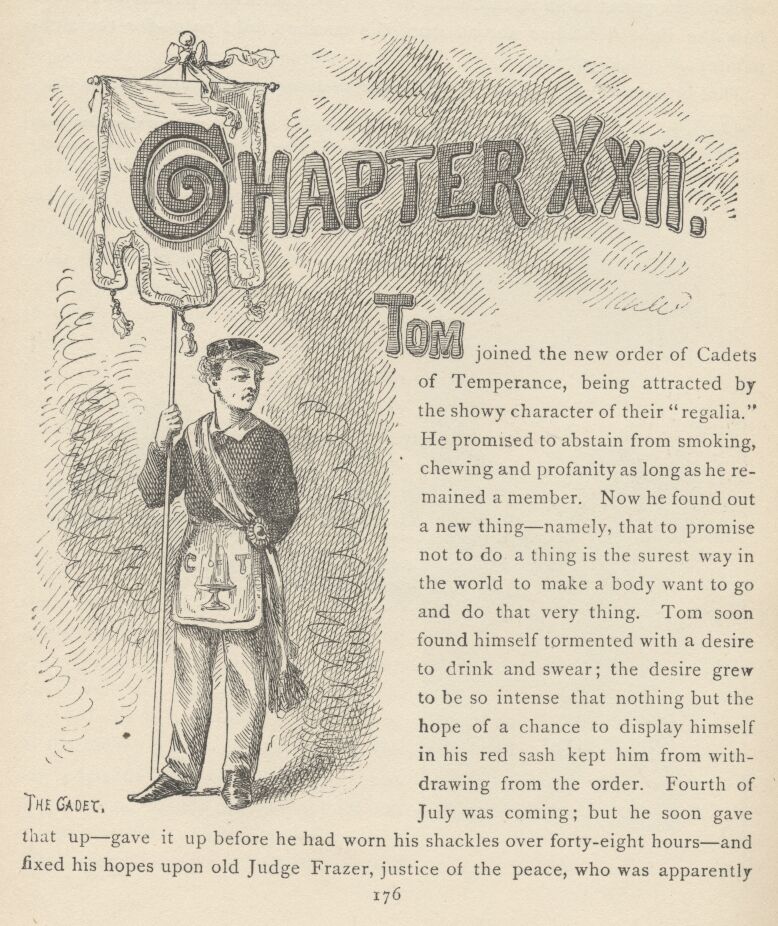 CHAPTER XXII.
TOM joined the new order of Cadets
of Temperance, being attracted by
the showy character of their “regalia.”
He promised to abstain from smoking,
chewing and profanity as long as he re-
mained a member. Now he found out
a new thing—namely, that to promise
not to do a thing is the surest way in
the world to make a body want to go
and do that very thing. Tom soon
found himself tormented with a desire
to drink and swear; the desire grew
to be so intense that nothing but the
hope of a chance to display himself
in his red sash kept him from with-
drawing from the order. Fourth of
July was coming; but he soon gave
that up—gave it up before he had worn his shackles over forty-eight hours—and
fixed his hopes upon old Judge Frazer, justice of the peace, who was apparently
C of T
THE CADET.
176